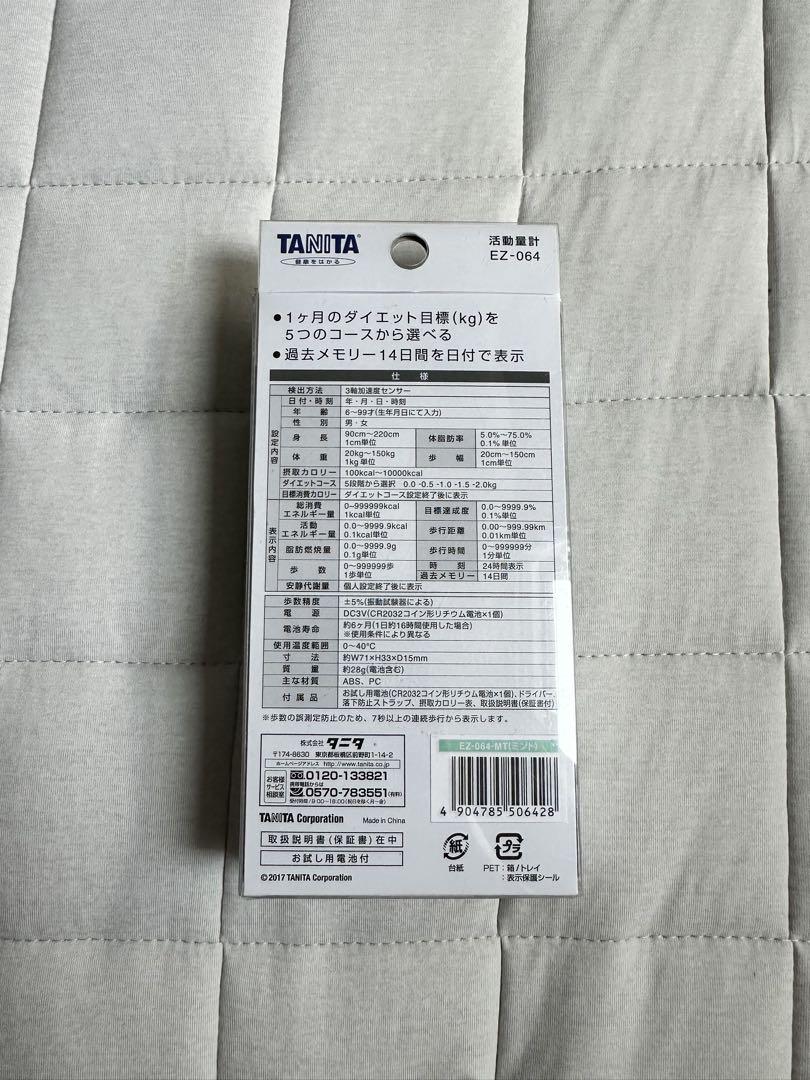 TANITA®
健康をはかる
活動量計
EZ-064
●1ヶ月のダイエット目標(kg)を
5つのコースから選べる
●過去メモリー14日間を日付で表示
仕 様
検出方法 3軸加速度センサー
設定内容
日付・時刻 年・月・日・時刻
年 齢 6〜99才(生年月日にて入力)
性 別 男・女
身 長 90cm〜220cm 1cm単位 体脂肪率 5.0%〜75.0% 0.1%単位
体 重 20kg〜150kg 1kg単位 歩 幅 20cm〜150cm 1cm単位
摂取カロリー 100kcal〜10000kcal
ダイエットコース 5段階から選択 0.0 -0.5 -1.0 -1.5 -2.0kg
目標消費カロリー ダイエットコース設定終了後に表示
表示内容
総消費エネルギー量 0〜999999kcal 1kcal単位 目標達成度 0.0〜9999.9% 0.1%単位
活動エネルギー量 0.0〜9999.9kcal 0.1kcal単位 歩行距離 0.00〜999.99km 0.01km単位
脂肪燃焼量 0.0〜9999.9g 0.1g単位 歩行時間 0〜999999分 1分単位
歩 数 0〜999999歩 1歩単位 時 刻 24時間表示
過去メモリー 14日間
安静代謝量 個人設定終了後に表示
歩数精度 ±5%(振動試験器による)
電 源 DC3V(CR2032コイン形リチウム電池×1個)
電池寿命 約6ヶ月(1日約16時間使用した場合)
※使用条件により異なる
使用温度範囲 0〜40℃
寸 法 約W71×H33×D15mm
質 量 約28g(電池含む)
主な材質 ABS、PC
付属品 お試し用電池(CR2032コイン形リチウム電池×1個)、ドライバー、
落下防止ストラップ、摂取カロリー表、取扱説明書(保証書付)
※歩数の誤測定防止のため、7秒以上の連続歩行から表示します。
株式会社 タニタ
〒174-8630 東京都板橋区前野町1-14-2
ホームページアドレス http://www.tanita.co.jp
お客様サービス相談室
0120-133821
携帯電話からは
0570-783551(有料)
受付時間/9:00〜18:00(祝日を除く月〜金)
TANITA Corporation Made in China
取扱説明書(保証書)在中
お試し用電池付
©2017 TANITA Corporation
EZ-064-MT(ミント)
4 904785 506428
紙
台紙
プラ
PET:箱/トレイ
:表示保護シール